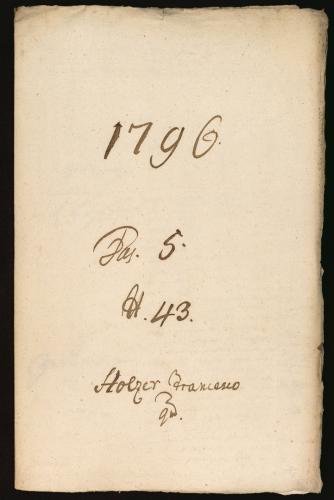 1796.
Fas. 5.
N. 43.
Holzer Francesco